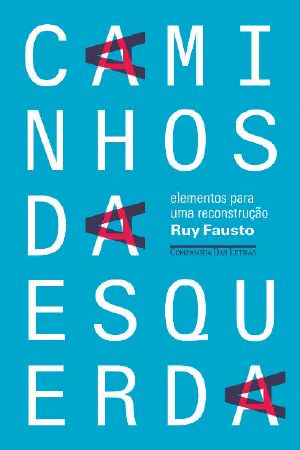 CAMI
NHOS
DA
elementos para
uma reconstrução
Ruy Fausto
COMPANHIA DAS LETRAS
ESQU
ERDA